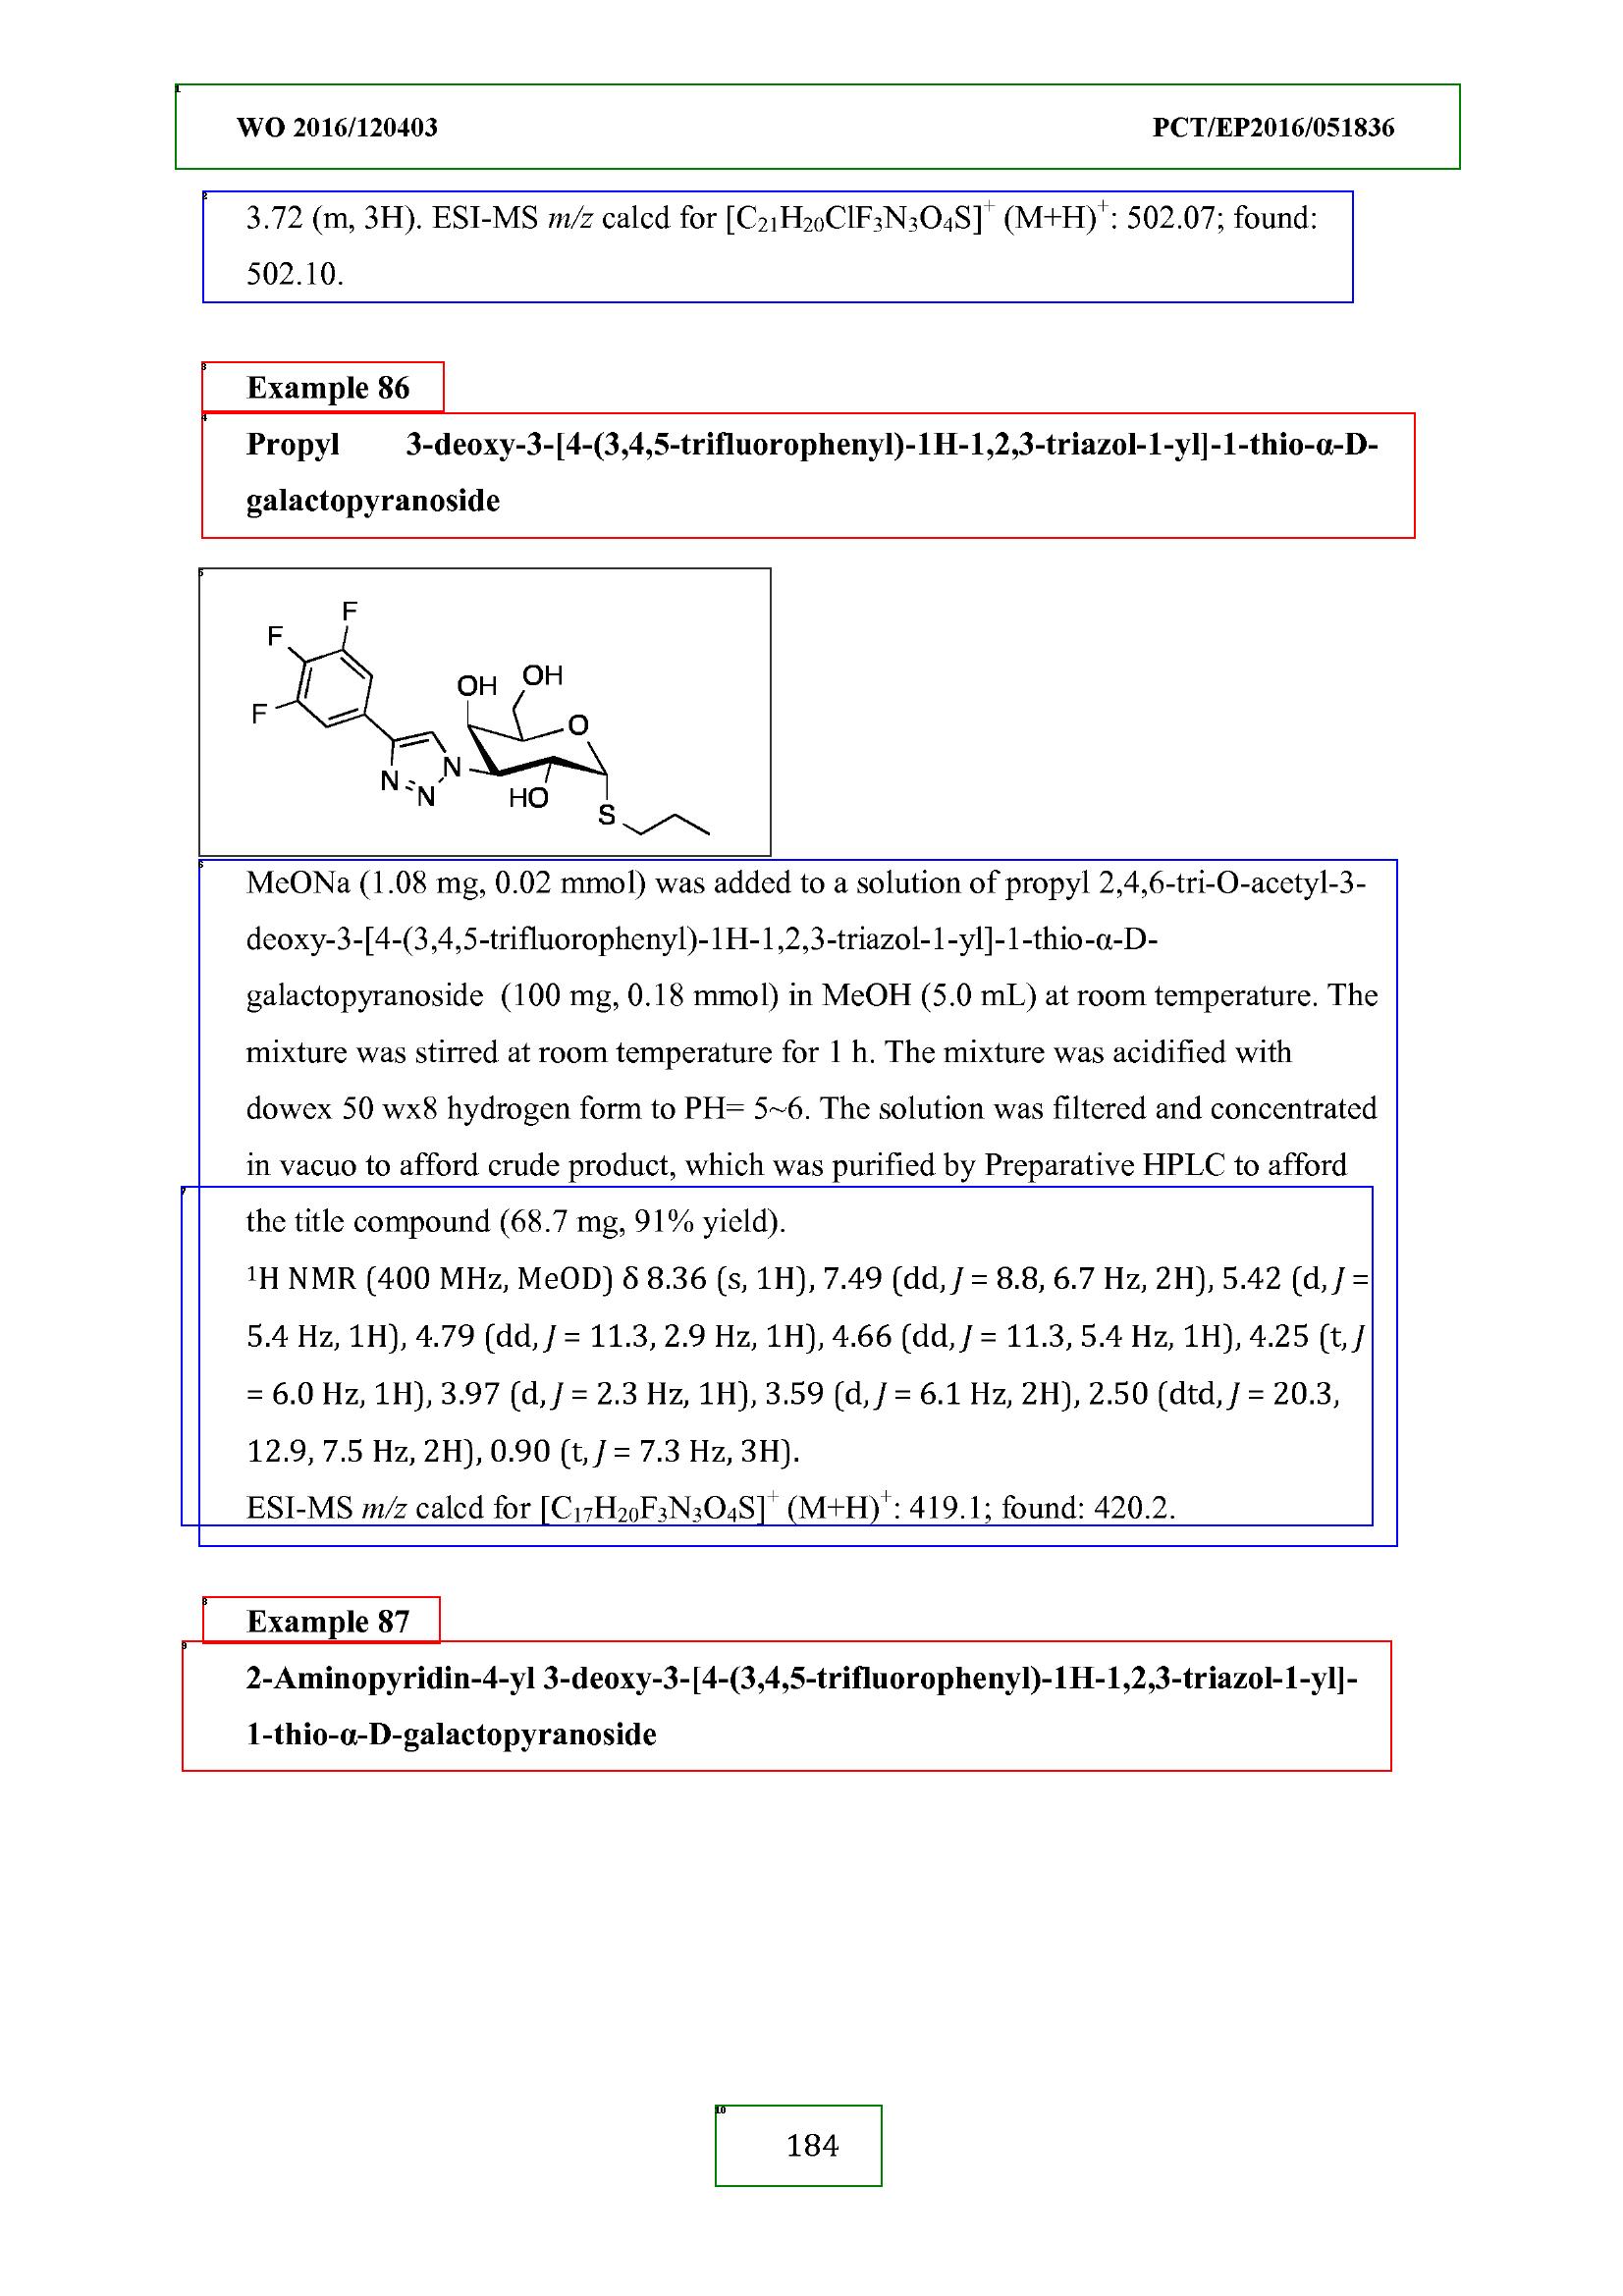 WO 2016/120403 PCT/EP2016/051836
3.72 (m, 3H). ESI-MS m/z calcd for [C21H20ClF3N3O4S]+ (M+H)+: 502.07; found:
502.10.
Example 86
Propyl 3-deoxy-3-[4-(3,4,5-trifluorophenyl)-1H-1,2,3-triazol-1-yl]-1-thio-α-D-
galactopyranoside
F
F
F
OH
OH
O
N
N
N
HO
S
MeONa (1.08 mg, 0.02 mmol) was added to a solution of propyl 2,4,6-tri-O-acetyl-3-
deoxy-3-[4-(3,4,5-trifluorophenyl)-1H-1,2,3-triazol-1-yl]-1-thio-α-D-
galactopyranoside (100 mg, 0.18 mmol) in MeOH (5.0 mL) at room temperature. The
mixture was stirred at room temperature for 1 h. The mixture was acidified with
dowex 50 wx8 hydrogen form to PH= 5~6. The solution was filtered and concentrated
in vacuo to afford crude product, which was purified by Preparative HPLC to afford
the title compound (68.7 mg, 91% yield).
¹H NMR (400 MHz, MeOD) δ 8.36 (s, 1H), 7.49 (dd, J = 8.8, 6.7 Hz, 2H), 5.42 (d, J =
5.4 Hz, 1H), 4.79 (dd, J = 11.3, 2.9 Hz, 1H), 4.66 (dd, J = 11.3, 5.4 Hz, 1H), 4.25 (t, J
= 6.0 Hz, 1H), 3.97 (d, J = 2.3 Hz, 1H), 3.59 (d, J = 6.1 Hz, 2H), 2.50 (dtd, J = 20.3,
12.9, 7.5 Hz, 2H), 0.90 (t, J = 7.3 Hz, 3H).
ESI-MS m/z calcd for [C17H20F3N3O4S]+ (M+H)+: 419.1; found: 420.2.
Example 87
2-Aminopyridin-4-yl 3-deoxy-3-[4-(3,4,5-trifluorophenyl)-1H-1,2,3-triazol-1-yl]-
1-thio-α-D-galactopyranoside
184